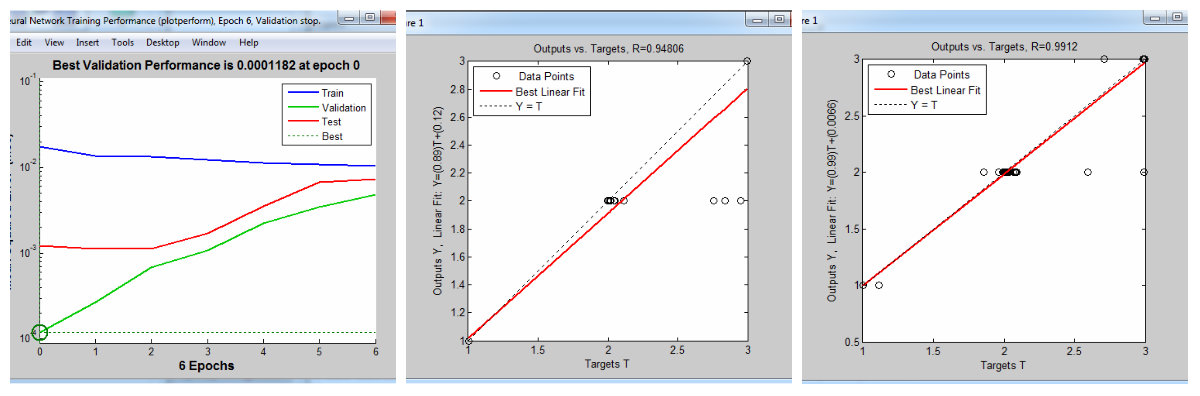 Neural Network Training Performance (plotperform), Epoch 6, Validation stop.
Edit View Insert Tools Desktop Window Help
Best Validation Performance is 0.0001182 at epoch 0
Train
Validation
Test
Best
10⁻¹
10⁻²
10⁻³
10
0 1 2 3 4 5 6
6 Epochs
ure 1
Outputs vs. Targets, R=0.94806
Data Points
Best Linear Fit
Y = T
Outputs Y, Linear Fit: Y=(0.89)T+(0.12)
3
2.8
2.6
2.4
2.2
2
1.8
1.6
1.4
1.2
1
1 1.5 2 2.5 3
Targets T
re 1
Outputs vs. Targets, R=0.9912
Data Points
Best Linear Fit
Y = T
Outputs Y, Linear Fit: Y=(0.99)T+(0.0066)
3
2.5
2
1.5
1
0.5
1 1.5 2 2.5 3
Targets T